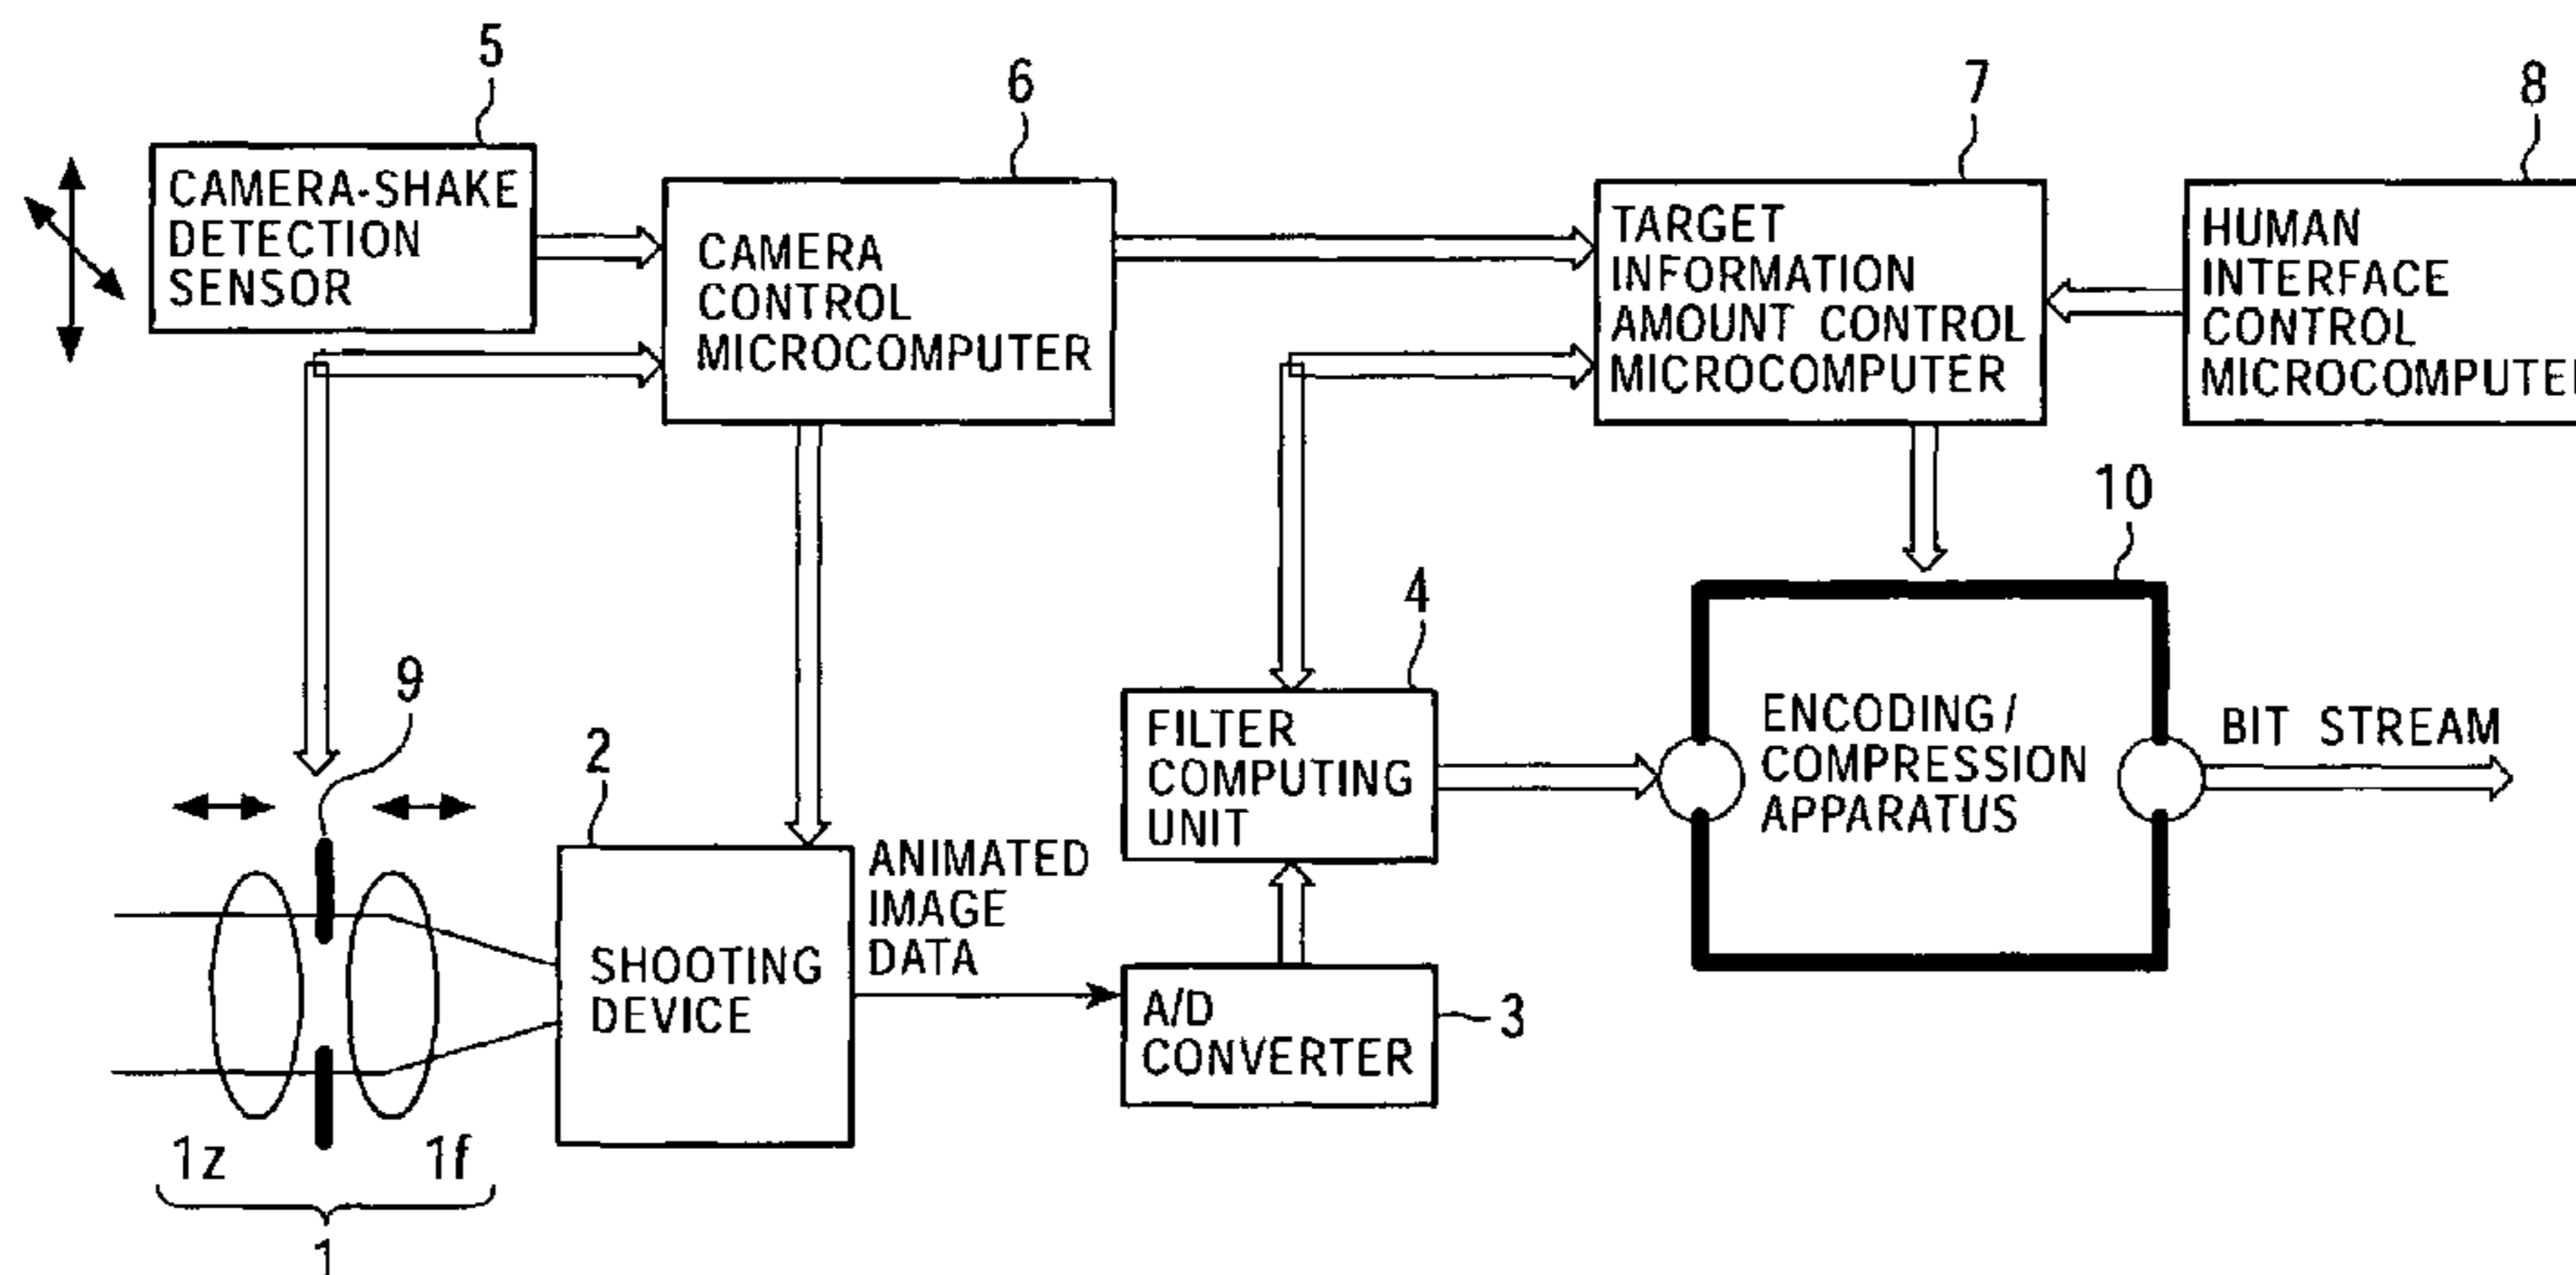 5
6
7
8
CAMERA-SHAKE
DETECTION
SENSOR
CAMERA
CONTROL
MICROCOMPUTER
TARGET
INFORMATION
AMOUNT CONTROL
MICROCOMPUTER
HUMAN
INTERFACE
CONTROL
MICROCOMPUTE
10
4
9
2
FILTER
COMPUTING
UNIT
ENCODING/
COMPRESSION
APPARATUS
BIT STREAM
ANIMATED
IMAGE
DATA
SHOOTING
DEVICE
A/D
CONVERTER
3
1z
1f
1